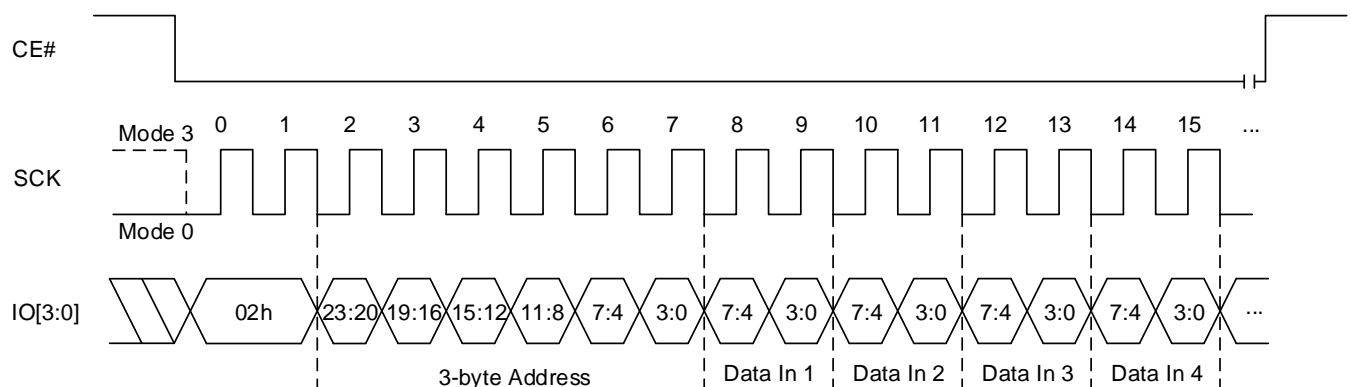 CE#
Mode 3 0 1 2 3 4 5 6 7 8 9 10 11 12 13 14 15 ...
SCK
Mode 0
IO[3:0] 02h 23:20 19:16 15:12 11:8 7:4 3:0 7:4 3:0 7:4 3:0 7:4 3:0 7:4 3:0 ...
3-byte Address Data In 1 Data In 2 Data In 3 Data In 4